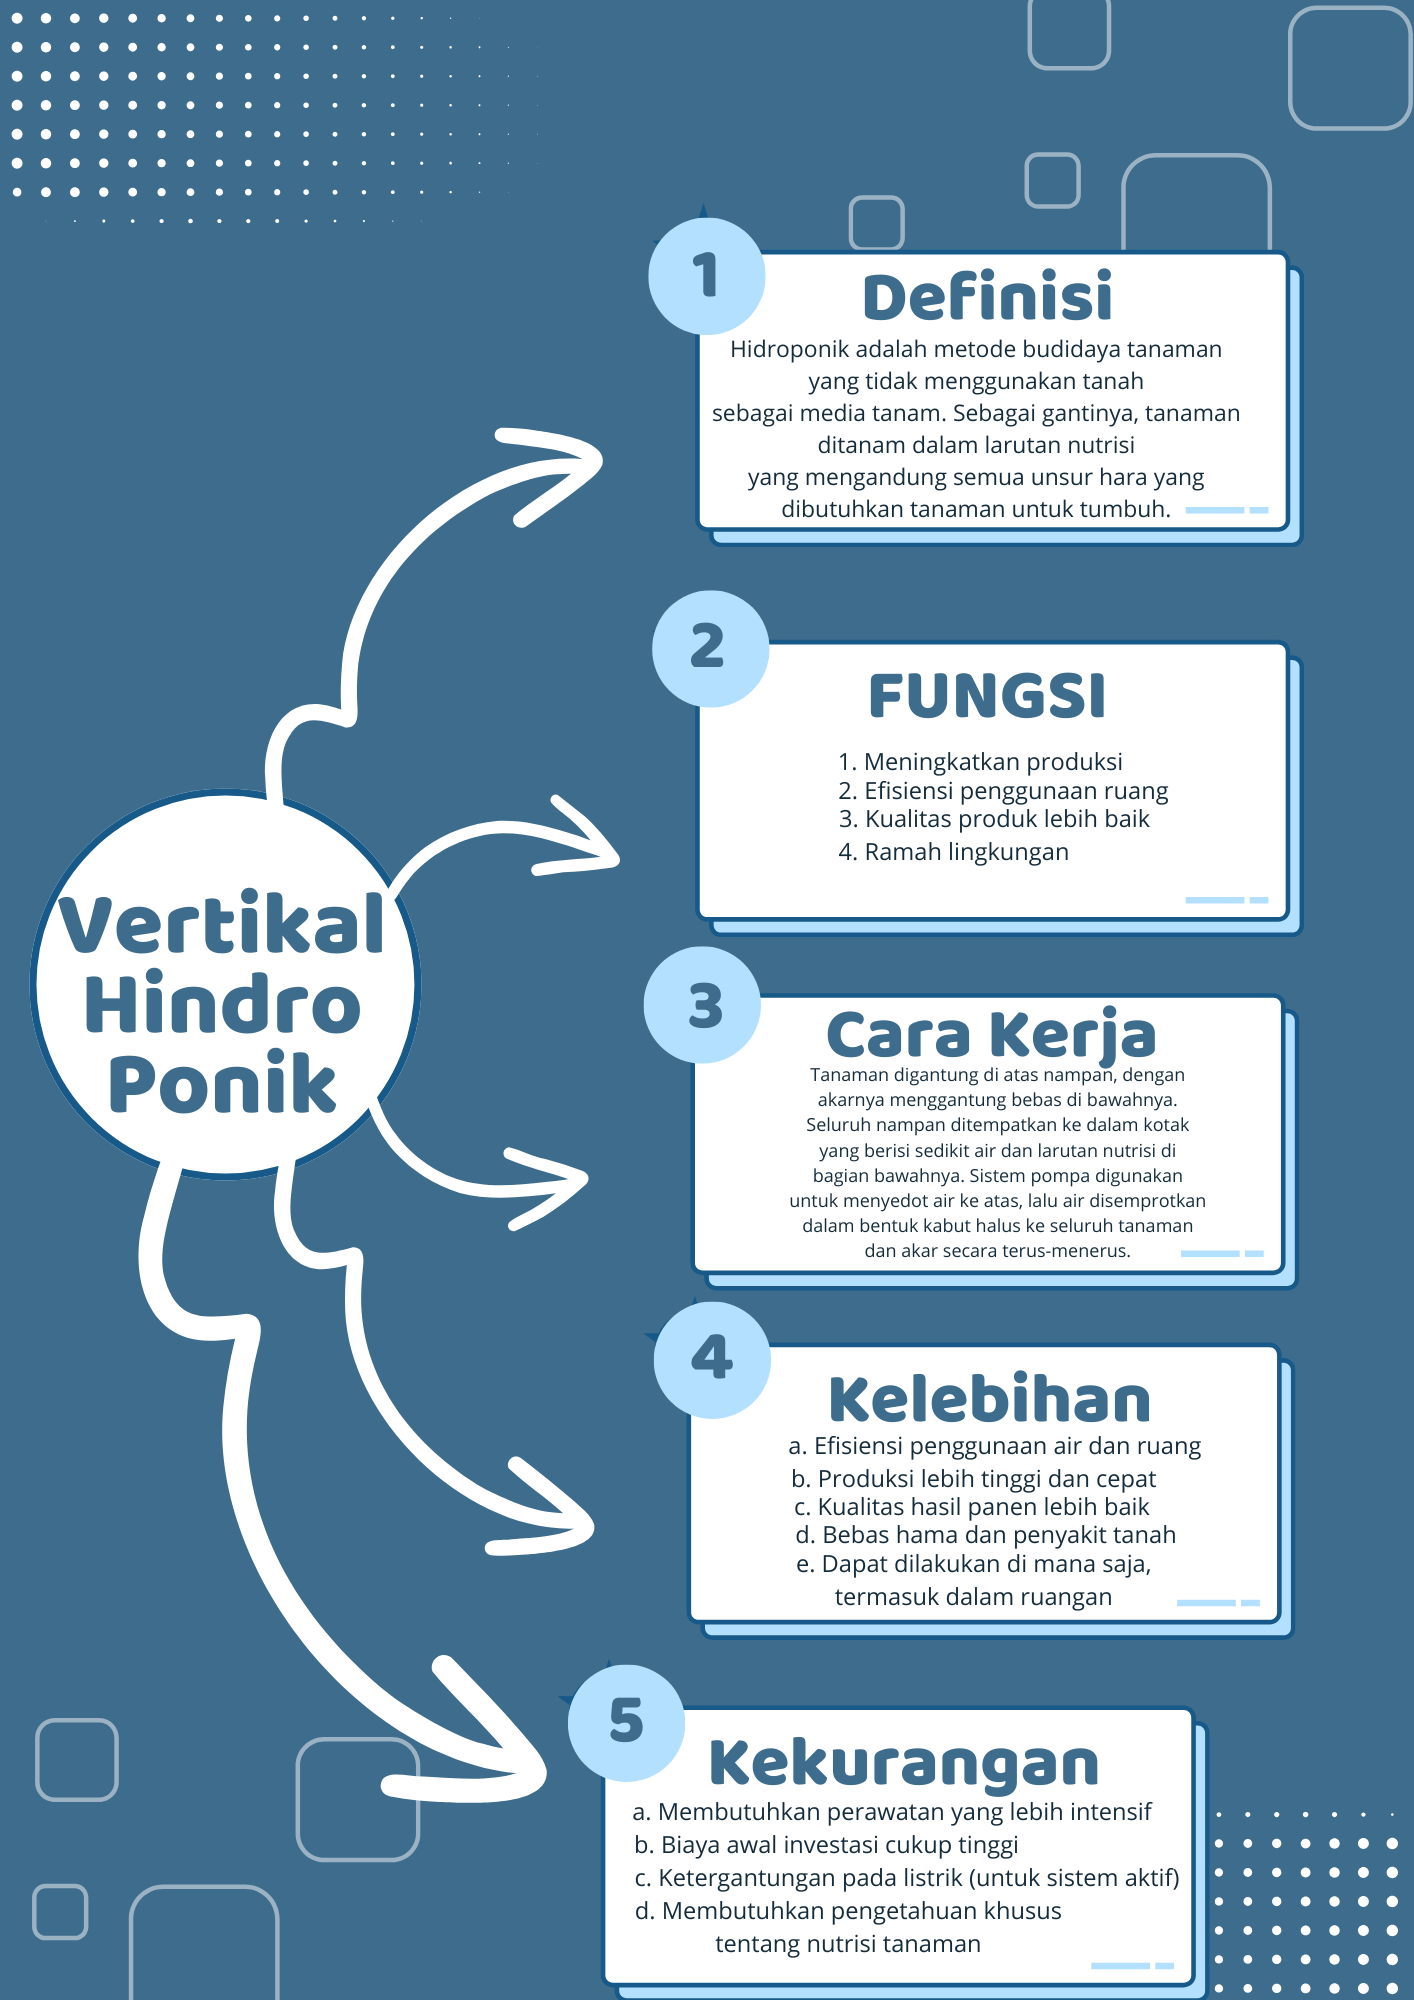 Vertikal
Hindro
Ponik
1
Definisi
Hidroponik adalah metode budidaya tanaman
yang tidak menggunakan tanah
sebagai media tanam. Sebagai gantinya, tanaman
ditanam dalam larutan nutrisi
yang mengandung semua unsur hara yang
dibutuhkan tanaman untuk tumbuh.
2
FUNGSI
1. Meningkatkan produksi
2. Efisiensi penggunaan ruang
3. Kualitas produk lebih baik
4. Ramah lingkungan
3
Cara Kerja
Tanaman digantung di atas nampan, dengan
akarnya menggantung bebas di bawahnya.
Seluruh nampan ditempatkan ke dalam kotak
yang berisi sedikit air dan larutan nutrisi di
bagian bawahnya. Sistem pompa digunakan
untuk menyedot air ke atas, lalu air disemprotkan
dalam bentuk kabut halus ke seluruh tanaman
dan akar secara terus-menerus.
4
Kelebihan
a. Efisiensi penggunaan air dan ruang
b. Produksi lebih tinggi dan cepat
c. Kualitas hasil panen lebih baik
d. Bebas hama dan penyakit tanah
e. Dapat dilakukan di mana saja,
termasuk dalam ruangan
5
Kekurangan
a. Membutuhkan perawatan yang lebih intensif
b. Biaya awal investasi cukup tinggi
c. Ketergantungan pada listrik (untuk sistem aktif)
d. Membutuhkan pengetahuan khusus
tentang nutrisi tanaman